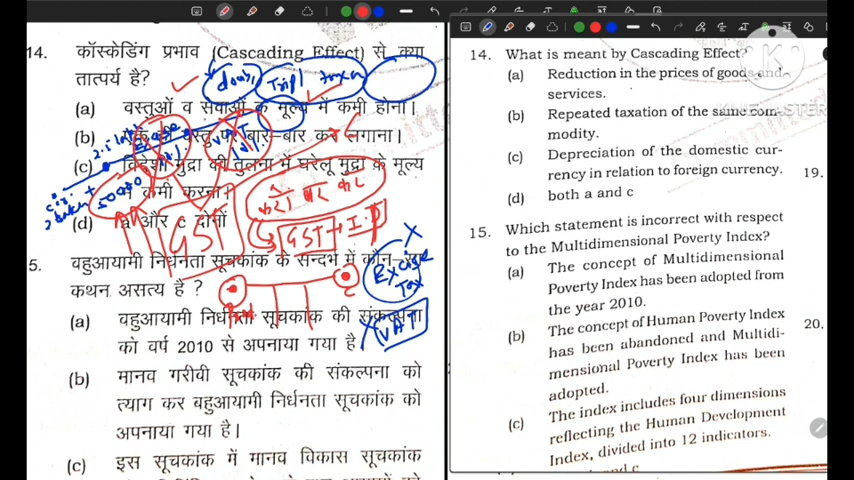 14. कॉस्केडिंग प्रभाव (Cascading Effect) से क्या
तात्पर्य है?
(a) वस्तुओं व सेवाओं के मूल्य में कमी होना।
(b) वस्तु पर बार-बार कर लगाना।
(c) विदेशी मुद्रा की तुलना में घरेलू मुद्रा के मूल्य
में कमी करना।
(d) a और c दोनों
5. बहुआयामी निर्धनता सूचकांक के सन्दर्भ में कौन-सा
कथन असत्य है ?
(a) बहुआयामी निर्धनता सूचकांक की संकल्पना
को वर्ष 2010 से अपनाया गया है
(b) मानव गरीबी सूचकांक की संकल्पना को
त्याग कर बहुआयामी निर्धनता सूचकांक को
अपनाया गया है।
(c) इस सूचकांक में मानव विकास सूचकांक
GST
GST + I.P
कर पर कर
Excise
Tax
VAT
50000
14. What is meant by Cascading Effect?
(a) Reduction in the prices of goods and
services.
(b) Repeated taxation of the same com-
modity.
(c) Depreciation of the domestic cur-
rency in relation to foreign currency.
(d) both a and c
19.
15. Which statement is incorrect with respect
to the Multidimensional Poverty Index?
(a) The concept of Multidimensional
Poverty Index has been adopted from
the year 2010.
(b) The concept of Human Poverty Index
has been abandoned and Multidi-
mensional Poverty Index has been
adopted.
20.
(c) The index includes four dimensions
reflecting the Human Development
Index, divided into 12 indicators.